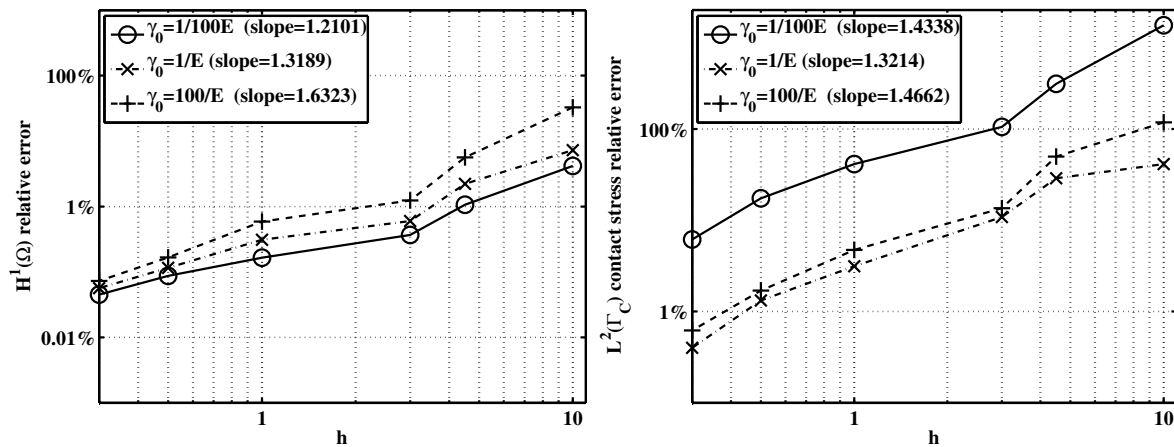 γ₀=1/100E (slope=1.2101)
γ₀=1/E (slope=1.3189)
γ₀=100/E (slope=1.6323)
100%
1%
0.01%
H¹(Ω) relative error
1
10
h
γ₀=1/100E (slope=1.4338)
γ₀=1/E (slope=1.3214)
γ₀=100/E (slope=1.4662)
100%
1%
L²(Γ_C) contact stress relative error
1
10
h